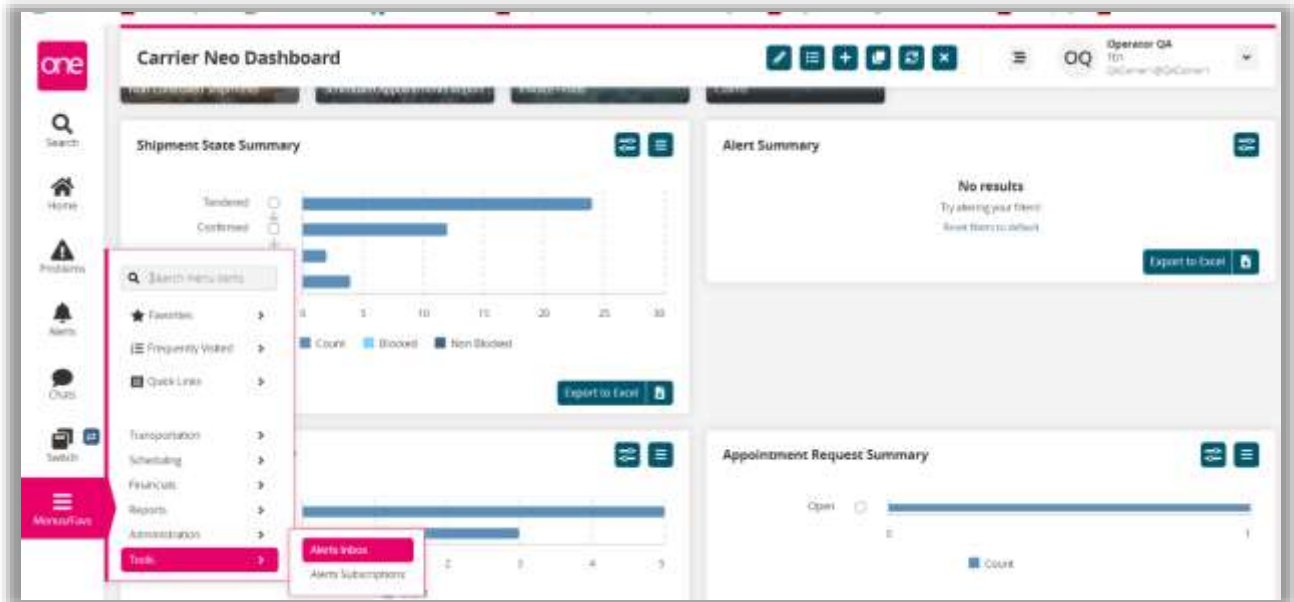 one
Carrier Neo Dashboard
OQ
Operator QA
Search
Home
Problems
Alerts
Chats
Switch
Menus/Favs
Shipment State Summary
Tendered
Confirmed
0 5 10 15 20 25 30
Count Blocked Non Blocked
Export to Excel
Alert Summary
No results
Try altering your filters!
Reset filters to default
Export to Excel
Search menu items
Favorites
Frequently Visited
Quick Links
Transportation
Scheduling
Financials
Reports
Administration
Tools
Alerts Inbox
Alerts Subscriptions
2 3 4 5
Appointment Request Summary
Open
0 1
Count